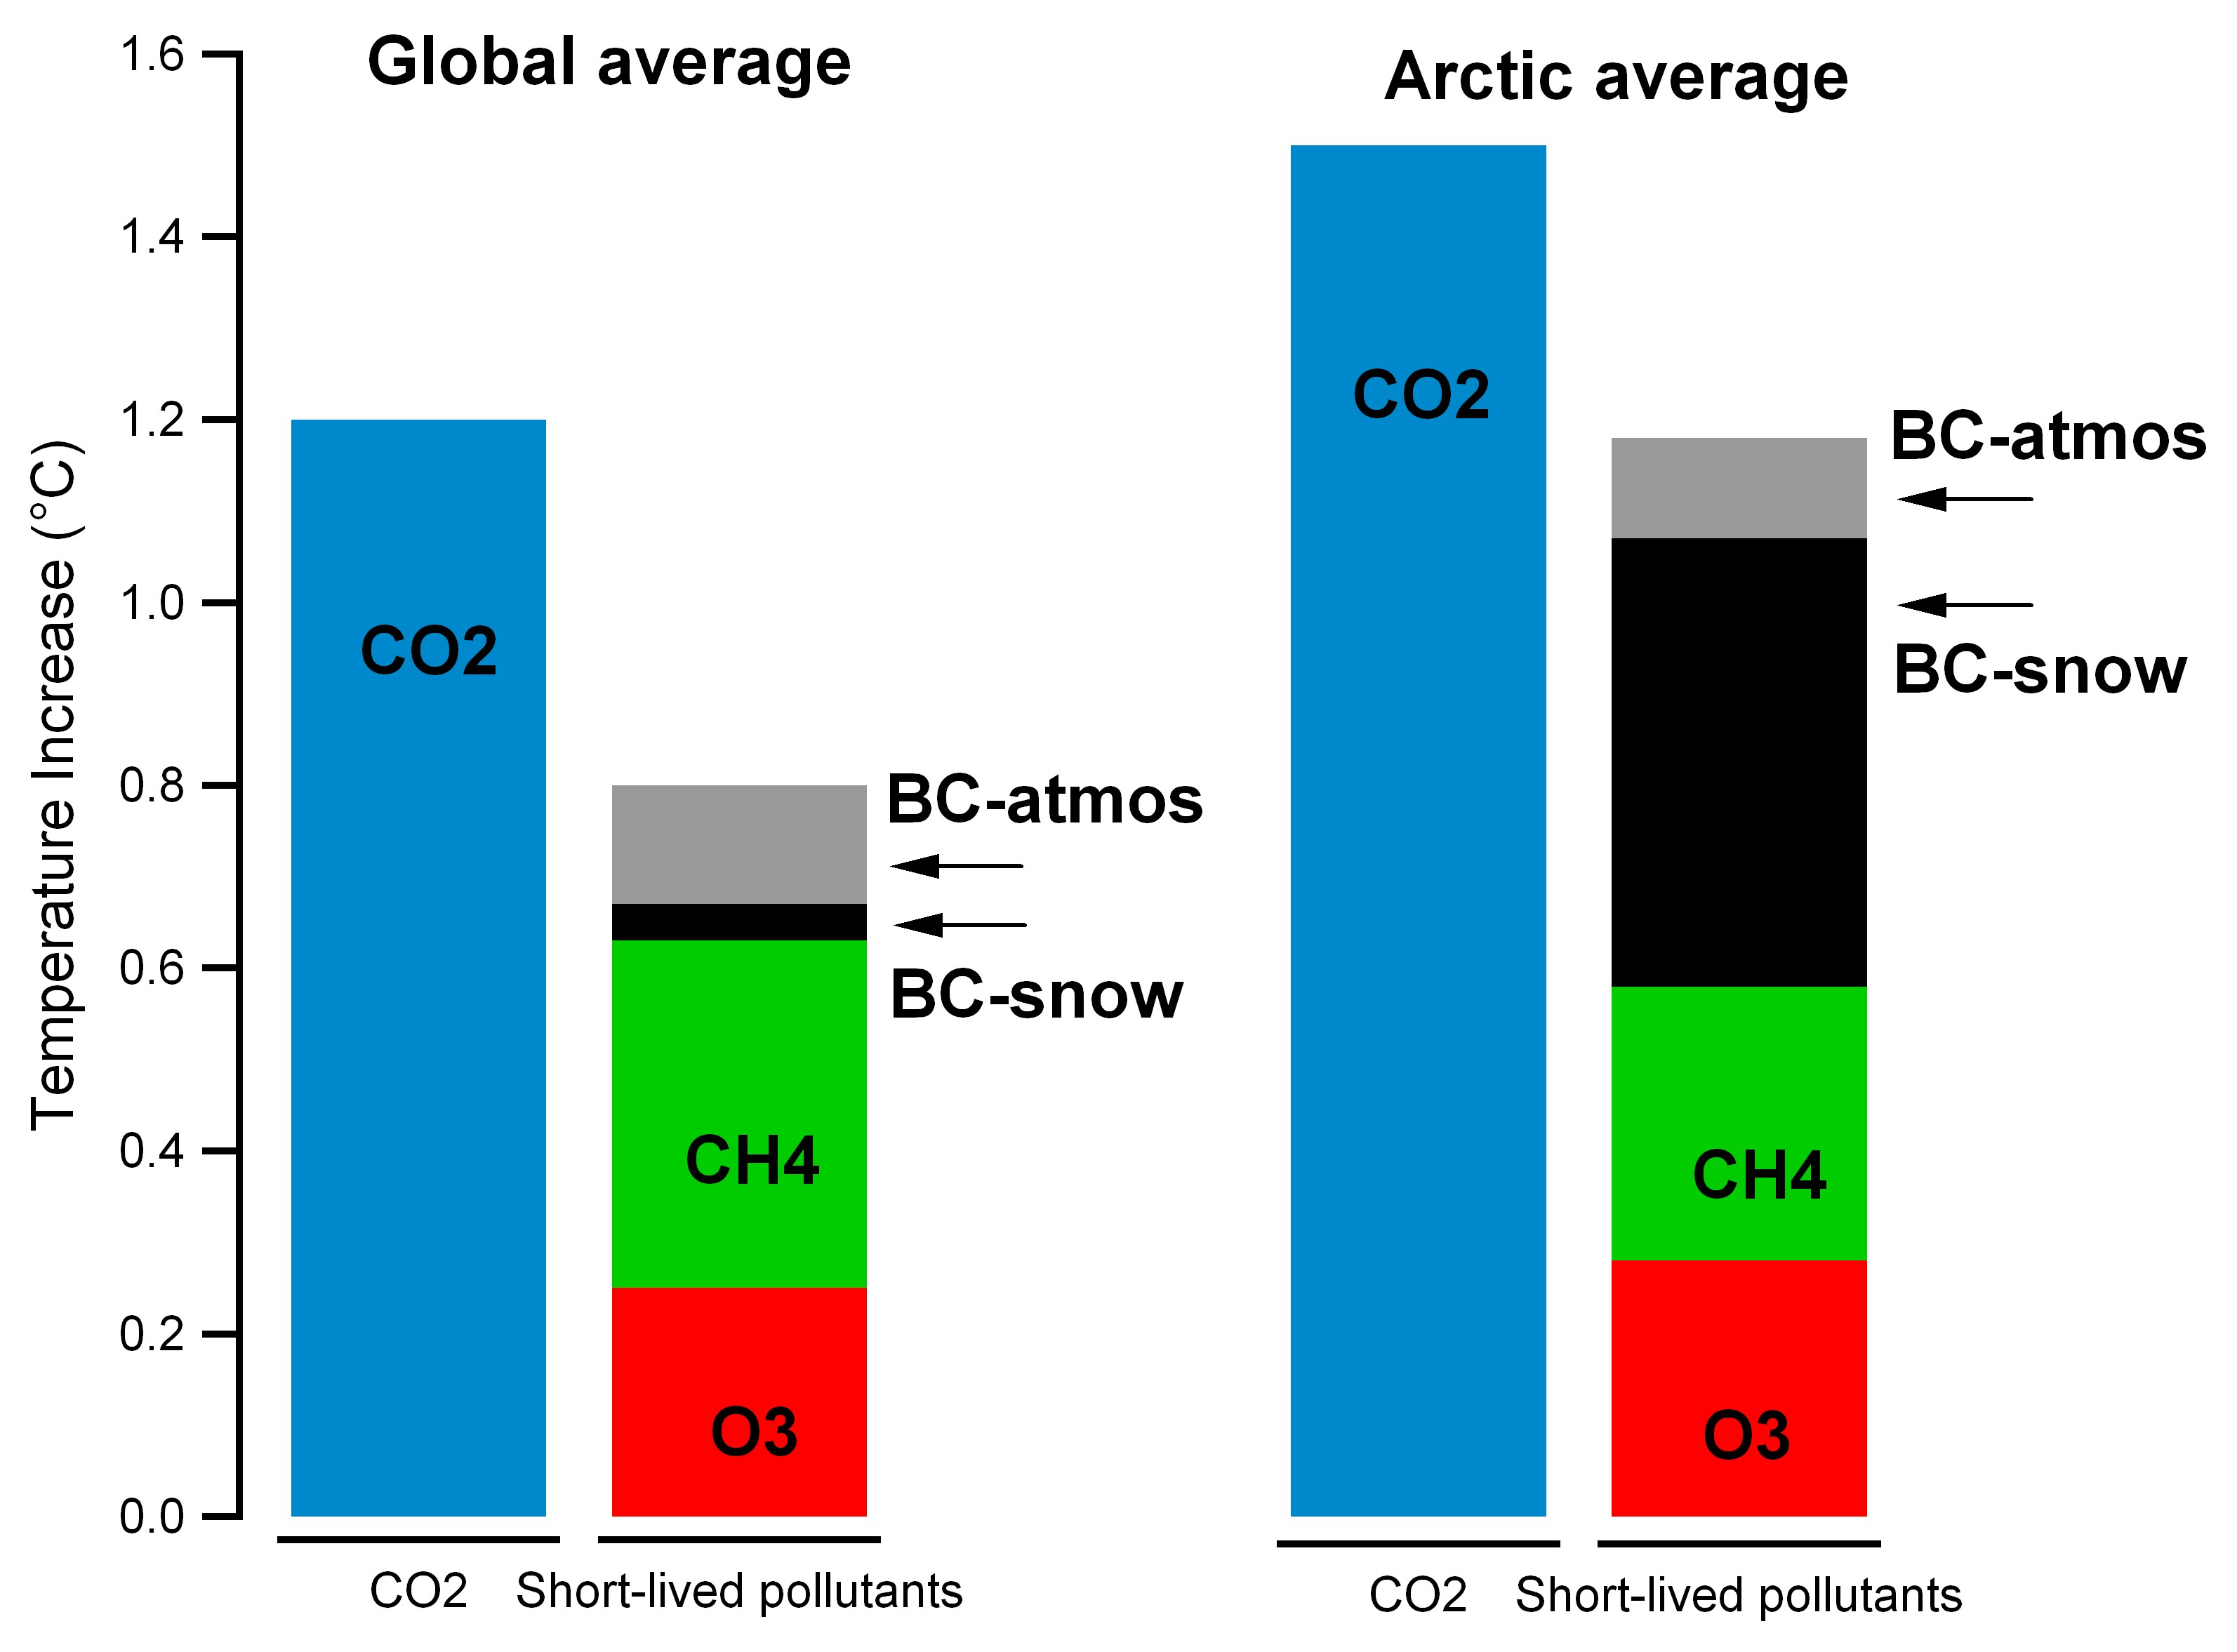 Global average
Arctic average
Temperature Increase (°C)
1.6
1.4
1.2
1.0
0.8
0.6
0.4
0.2
0.0
CO2
BC-atmos
BC-snow
CH4
O3
CO2
BC-atmos
BC-snow
CH4
O3
CO2
Short-lived pollutants
CO2
Short-lived pollutants